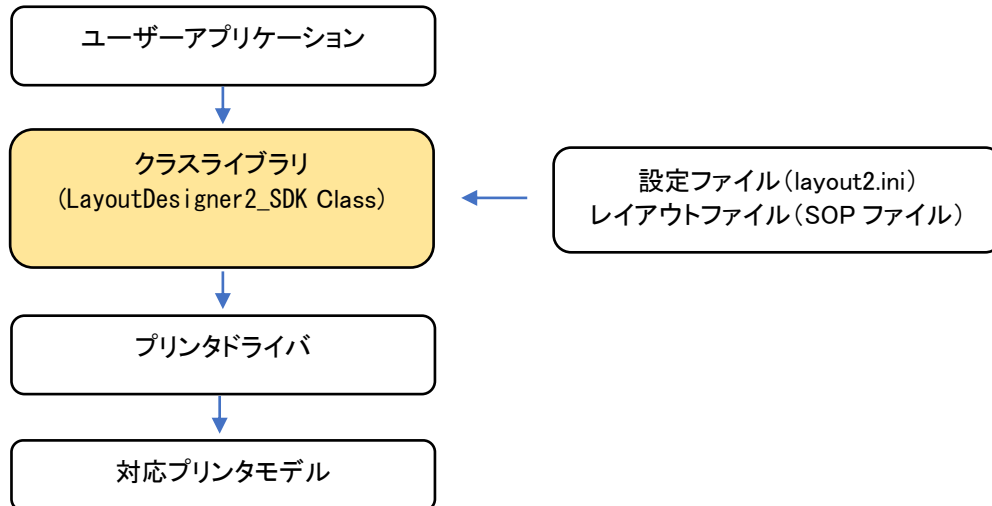 ユーザーアプリケーション
クラスライブラリ
(LayoutDesigner2_SDK Class)
設定ファイル(layout2.ini)
レイアウトファイル(SOP ファイル)
プリンタドライバ
対応プリンタモデル